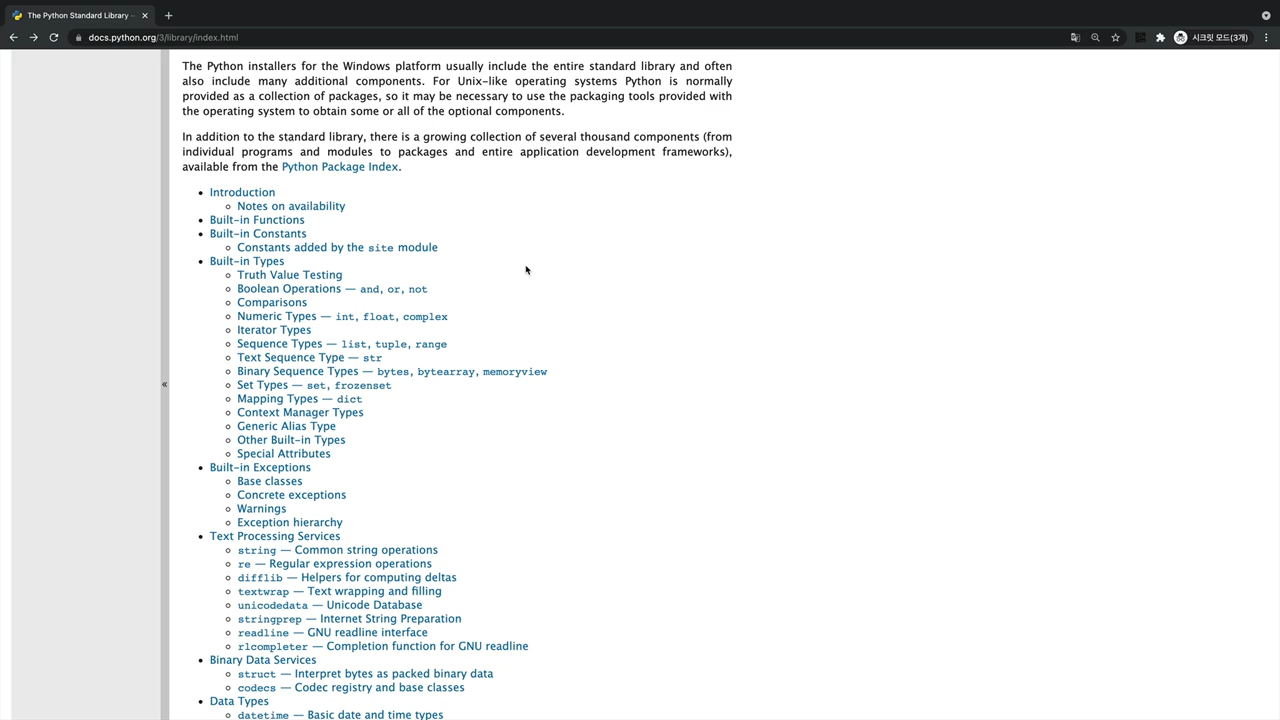 The Python Standard Library —
docs.python.org/3/library/index.html
시크릿 모드(3개)
The Python installers for the Windows platform usually include the entire standard library and often
also include many additional components. For Unix-like operating systems Python is normally
provided as a collection of packages, so it may be necessary to use the packaging tools provided with
the operating system to obtain some or all of the optional components.
In addition to the standard library, there is a growing collection of several thousand components (from
individual programs and modules to packages and entire application development frameworks),
available from the Python Package Index.
• Introduction
◦ Notes on availability
• Built-in Functions
• Built-in Constants
◦ Constants added by the site module
• Built-in Types
◦ Truth Value Testing
◦ Boolean Operations — and, or, not
◦ Comparisons
◦ Numeric Types — int, float, complex
◦ Iterator Types
◦ Sequence Types — list, tuple, range
◦ Text Sequence Type — str
◦ Binary Sequence Types — bytes, bytearray, memoryview
◦ Set Types — set, frozenset
◦ Mapping Types — dict
◦ Context Manager Types
◦ Generic Alias Type
◦ Other Built-in Types
◦ Special Attributes
• Built-in Exceptions
◦ Base classes
◦ Concrete exceptions
◦ Warnings
◦ Exception hierarchy
• Text Processing Services
◦ string — Common string operations
◦ re — Regular expression operations
◦ difflib — Helpers for computing deltas
◦ textwrap — Text wrapping and filling
◦ unicodedata — Unicode Database
◦ stringprep — Internet String Preparation
◦ readline — GNU readline interface
◦ rlcompleter — Completion function for GNU readline
• Binary Data Services
◦ struct — Interpret bytes as packed binary data
◦ codecs — Codec registry and base classes
• Data Types
◦ datetime — Basic date and time types
«